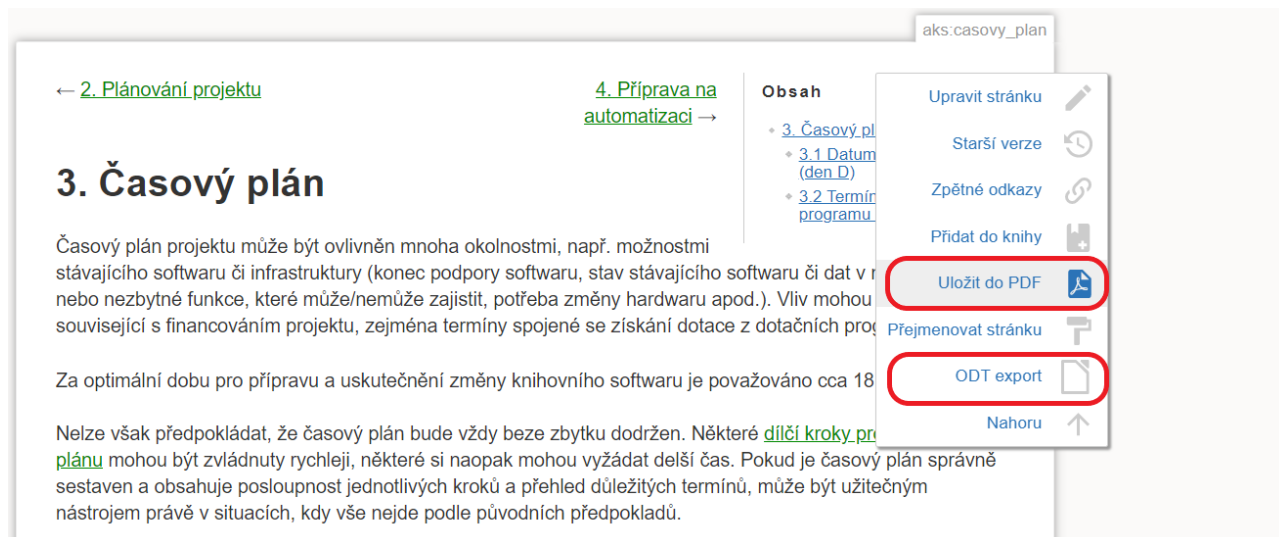 aks:casovy_plan
← 2. Plánování projektu
4. Příprava na
automatizaci →
Obsah
3. Časový pl
3.1 Datum
(den D)
3.2 Termín
programu
Upravit stránku
Starší verze
Zpětné odkazy
Přidat do knihy
Uložit do PDF
Přejmenovat stránku
ODT export
Nahoru
3. Časový plán
Časový plán projektu může být ovlivněn mnoha okolnostmi, např. možnostmi
stávajícího softwaru či infrastruktury (konec podpory softwaru, stav stávajícího softwaru či dat v
nebo nezbytné funkce, které může/nemůže zajistit, potřeba změny hardwaru apod.). Vliv mohou
související s financováním projektu, zejména termíny spojené se získání dotace z dotačních pro
Za optimální dobu pro přípravu a uskutečnění změny knihovního softwaru je považováno cca 18
Nelze však předpokládat, že časový plán bude vždy beze zbytku dodržen. Některé dílčí kroky pr
plánu mohou být zvládnuty rychleji, některé si naopak mohou vyžádat delší čas. Pokud je časový plán správně
sestaven a obsahuje posloupnost jednotlivých kroků a přehled důležitých termínů, může být užitečným
nástrojem právě v situacích, kdy vše nejde podle původních předpokladů.